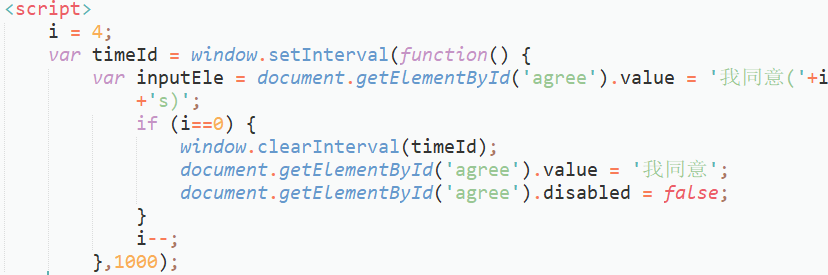 <script>
i = 4;
var timeId = window.setInterval(function() {
var inputEle = document.getElementById('agree').value = '我同意('+i
+'s)';
if (i==0) {
window.clearInterval(timeId);
document.getElementById('agree').value = '我同意';
document.getElementById('agree').disabled = false;
}
i--;
},1000);